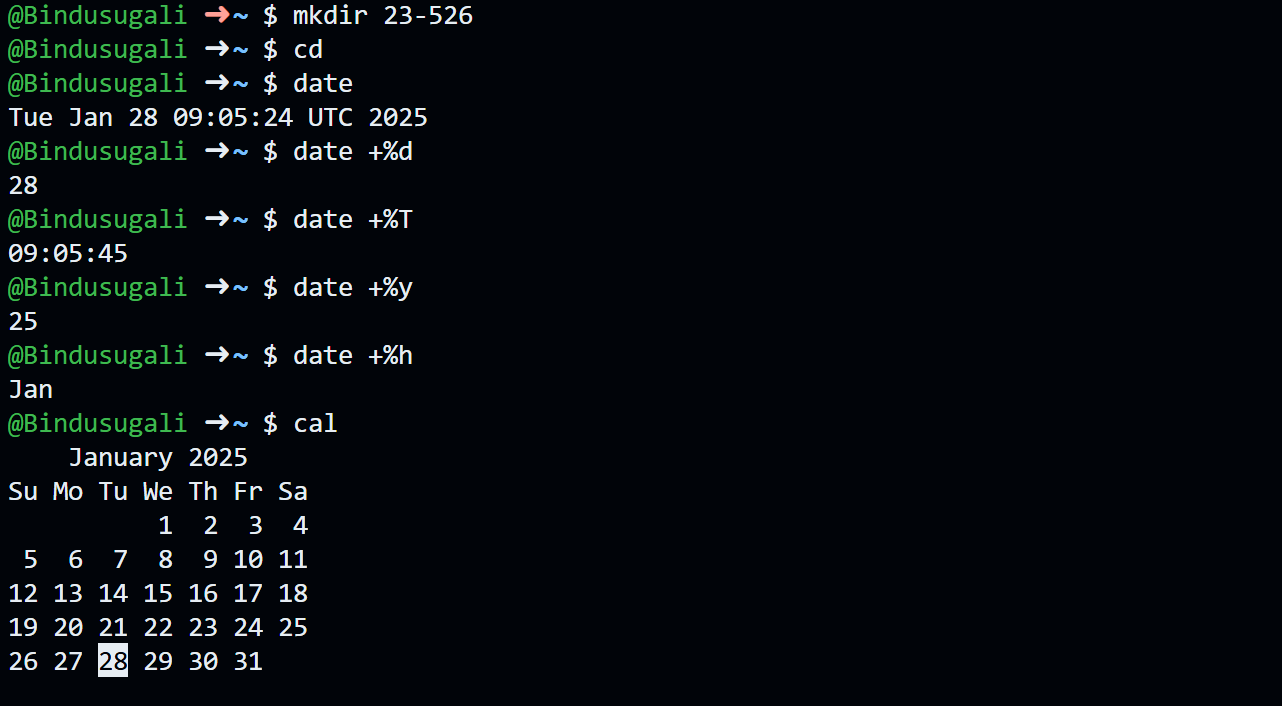 @Bindusugali ➜~ $ mkdir 23-526
@Bindusugali ➜~ $ cd
@Bindusugali ➜~ $ date
Tue Jan 28 09:05:24 UTC 2025
@Bindusugali ➜~ $ date +%d
28
@Bindusugali ➜~ $ date +%T
09:05:45
@Bindusugali ➜~ $ date +%y
25
@Bindusugali ➜~ $ date +%h
Jan
@Bindusugali ➜~ $ cal
    January 2025
Su Mo Tu We Th Fr Sa
          1  2  3  4
 5  6  7  8  9 10 11
12 13 14 15 16 17 18
19 20 21 22 23 24 25
26 27 28 29 30 31